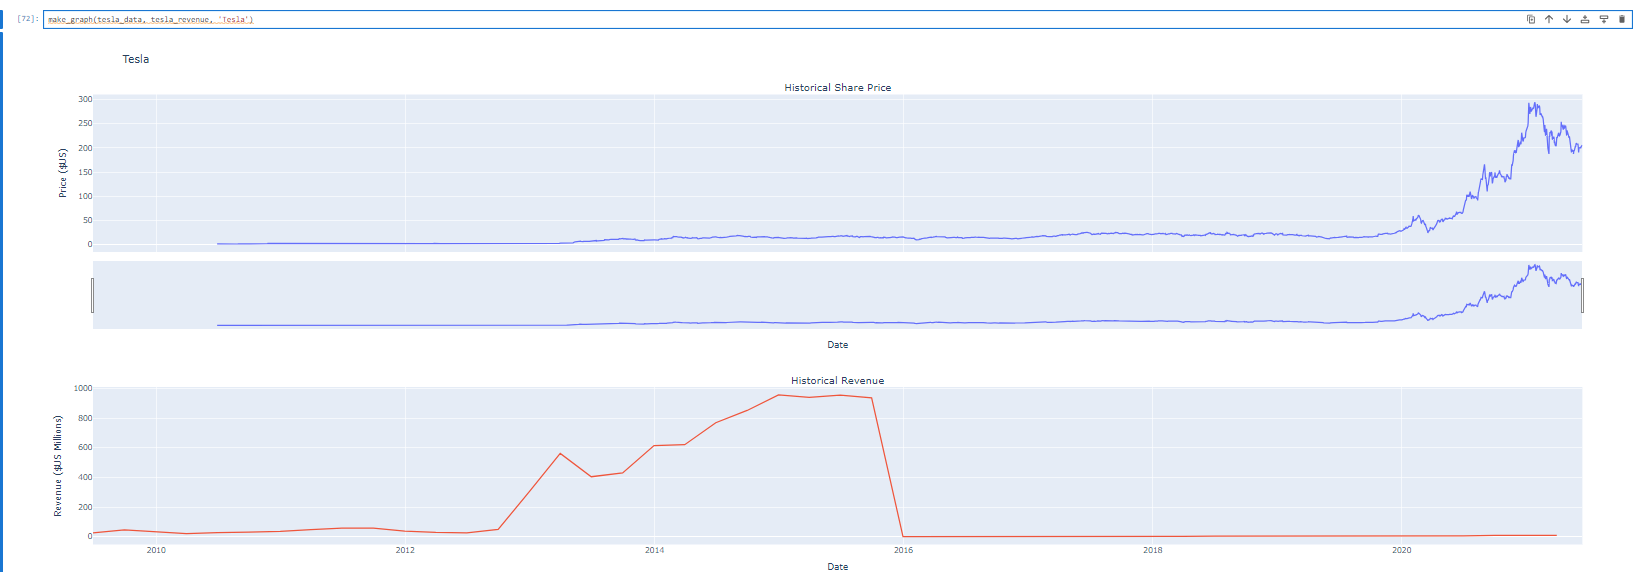 [72]: make_graph(tesla_data, tesla_revenue, 'Tesla')
Tesla
Historical Share Price
300
250
200
150
100
50
0
Price ($US)
Date
Historical Revenue
1000
800
600
400
200
0
Revenue ($US Millions)
2010 2012 2014 2016 2018 2020
Date